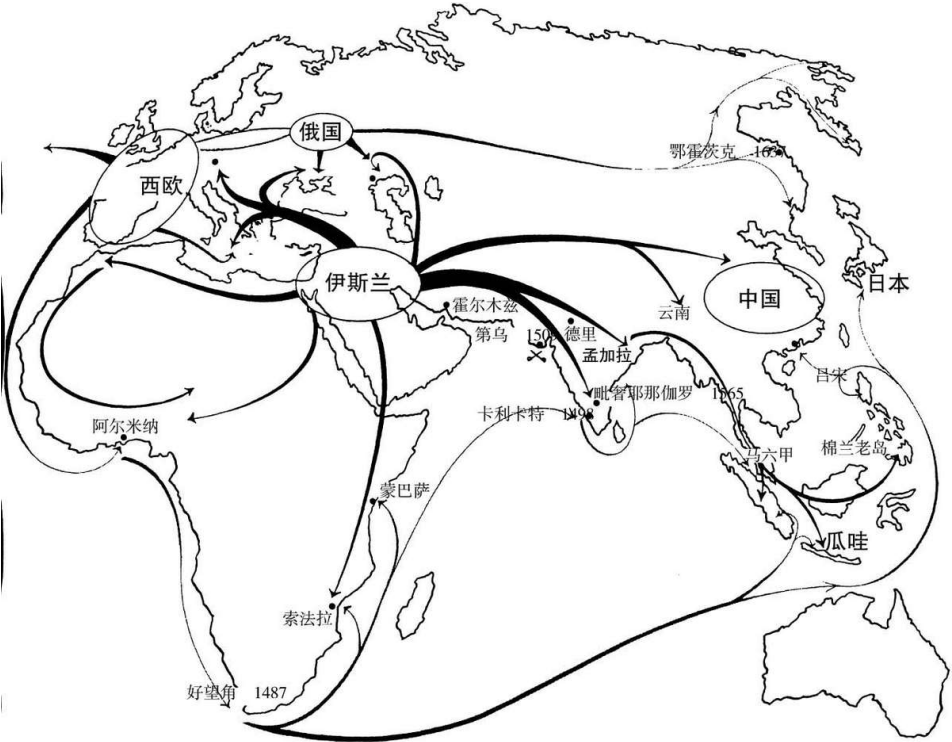 俄国
鄂霍茨克
西欧
伊斯兰
日本
霍尔木兹
云南
中国
第乌
德里
孟加拉
吕宋
毗奢耶那伽罗 1565
卡利卡特 1498
阿尔米纳
棉兰老岛
马六甲
蒙巴萨
瓜哇
索法拉
好望角 1487